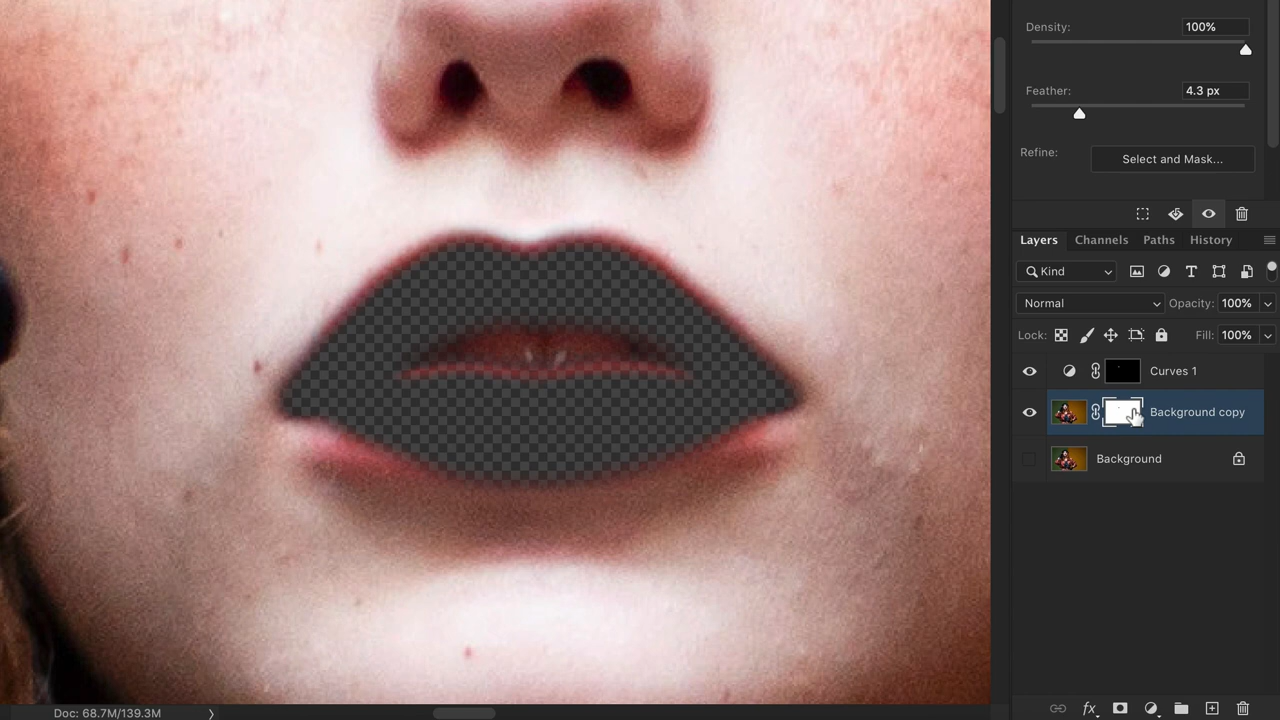 Density:
100%
Feather:
4.3 px
Refine:
Select and Mask...
Layers
Channels
Paths
History
Kind
Normal
Opacity:
100%
Lock:
Fill:
100%
Curves 1
Background copy
Background
fx
Doc: 68.7M/139.3M